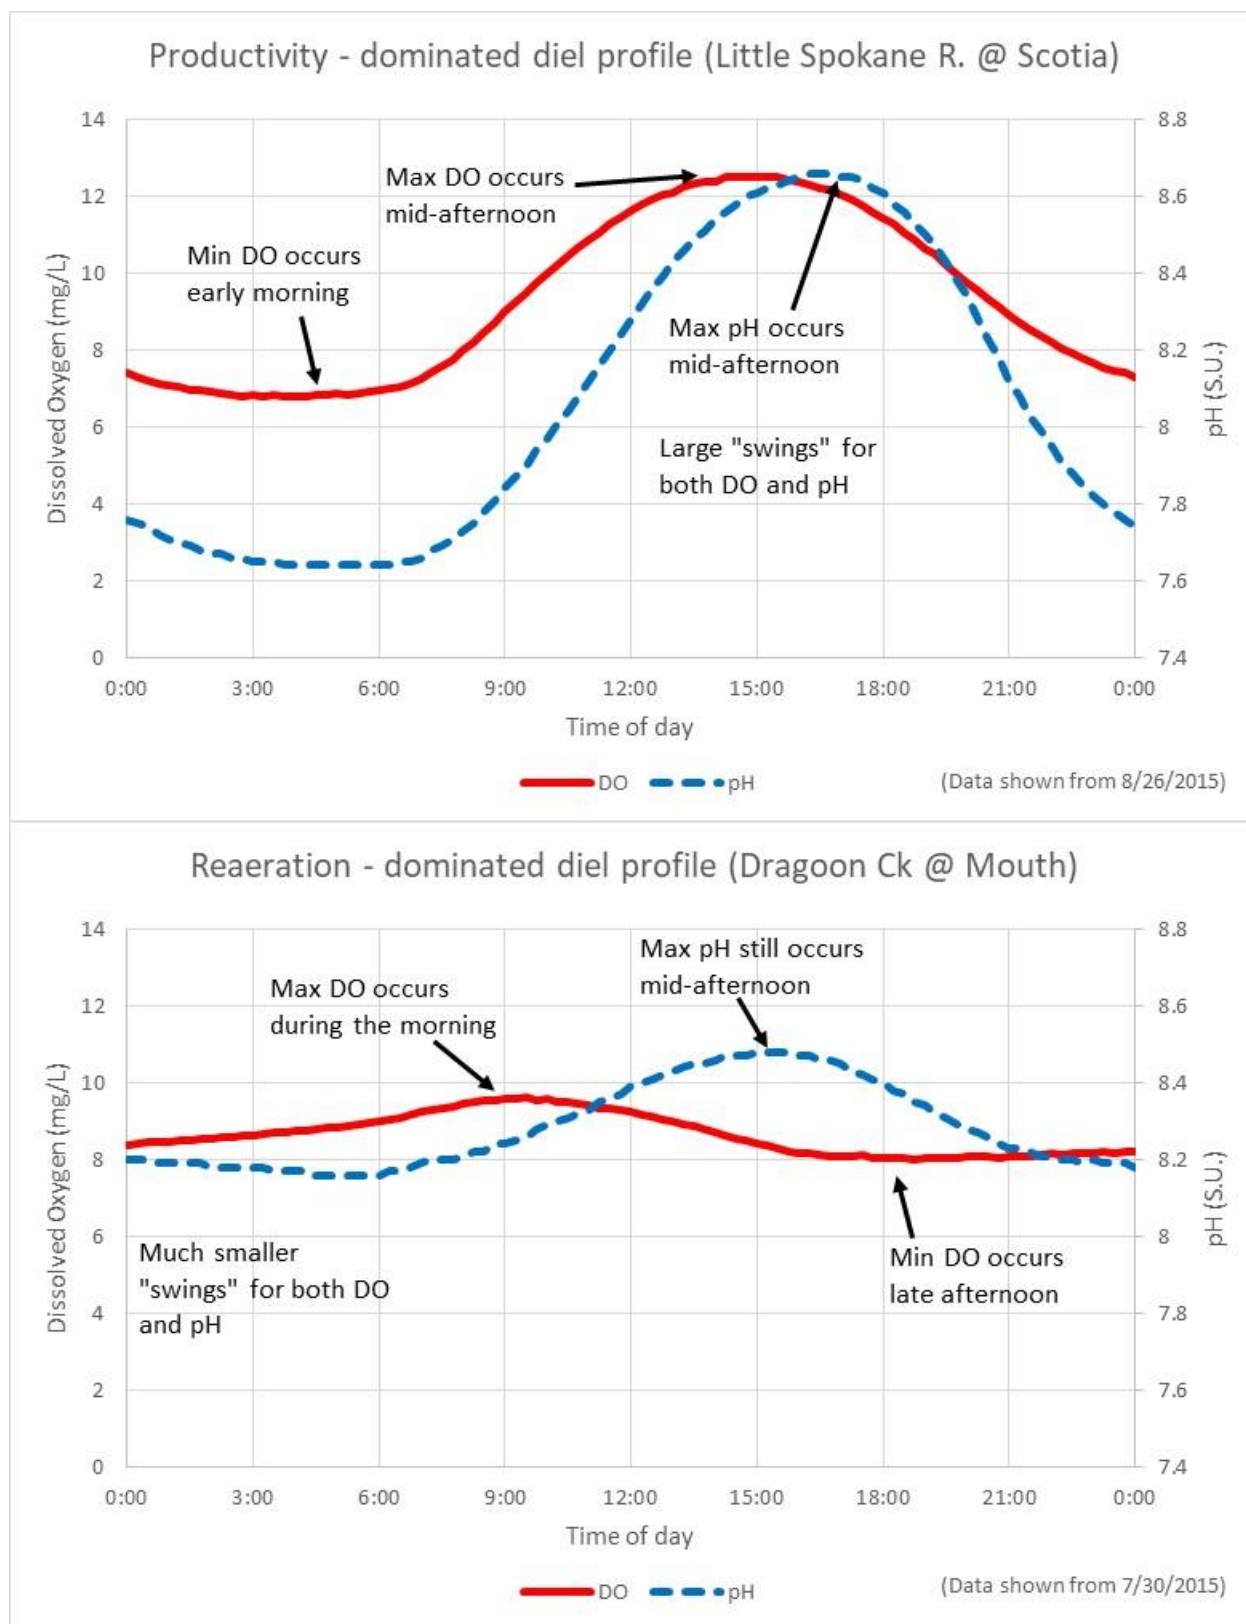 Productivity - dominated diel profile (Little Spokane R. @ Scotia)
14
12
10
8
6
4
2
0
Dissolved Oxygen (mg/L)
8.8
8.6
8.4
8.2
8
7.8
7.6
7.4
pH (S.U.)
Max DO occurs
mid-afternoon
Min DO occurs
early morning
Max pH occurs
mid-afternoon
Large "swings" for
both DO and pH
0:00 3:00 6:00 9:00 12:00 15:00 18:00 21:00 0:00
Time of day
DO pH
(Data shown from 8/26/2015)
Reaeration - dominated diel profile (Dragoon Ck @ Mouth)
14
12
10
8
6
4
2
0
Dissolved Oxygen (mg/L)
8.8
8.6
8.4
8.2
8
7.8
7.6
7.4
pH (S.U.)
Max pH still occurs
mid-afternoon
Max DO occurs
during the morning
Much smaller
"swings" for both DO
and pH
Min DO occurs
late afternoon
0:00 3:00 6:00 9:00 12:00 15:00 18:00 21:00 0:00
Time of day
DO pH
(Data shown from 7/30/2015)